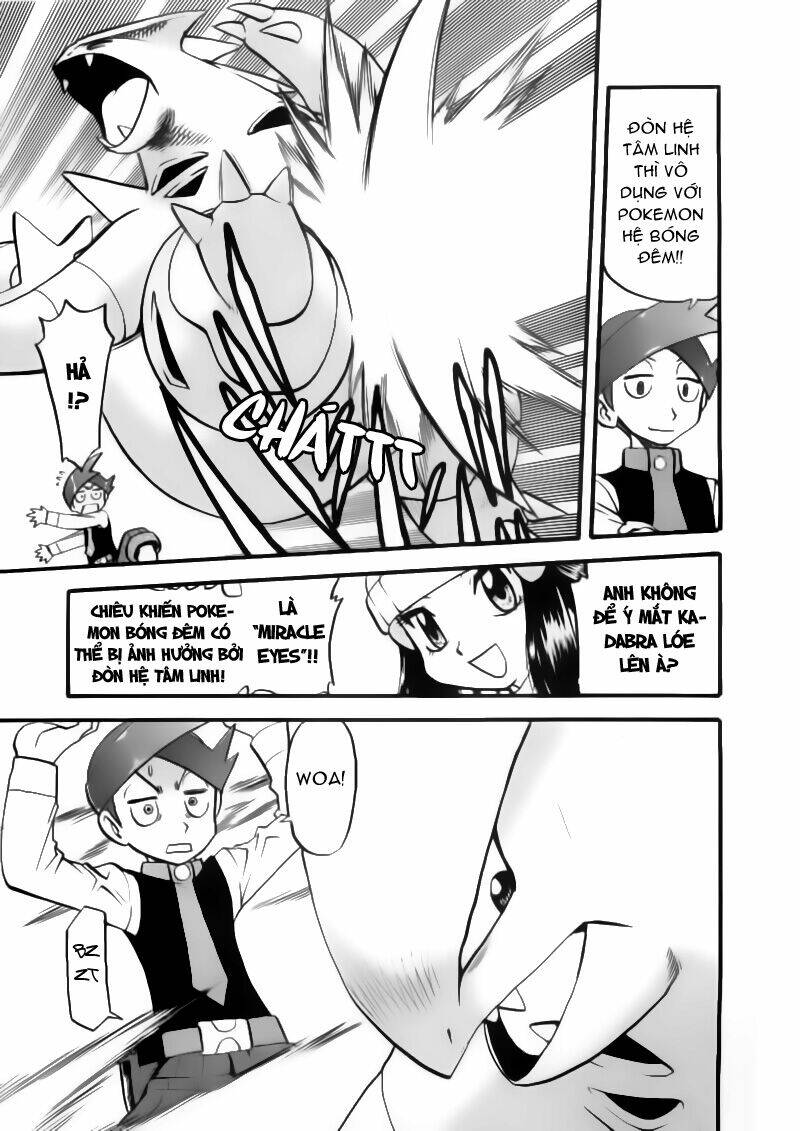 ĐÒN HỆ
TÂM LINH
THÌ VÔ
DỤNG VỚI
POKEMON
HỆ BÓNG
ĐÊM!!
CHÁTTT
HẢ
!?
ANH KHÔNG
ĐỂ Ý MẮT KA-
DABRA LÓE
LÊN À?
LÀ
"MIRACLE
EYES"!!
CHIÊU KHIẾN POKE-
MON BÓNG ĐÊM CÓ
THỂ BỊ ẢNH HƯỞNG BỞI
ĐÒN HỆ TÂM LINH!
WOA!
BZ
ZT